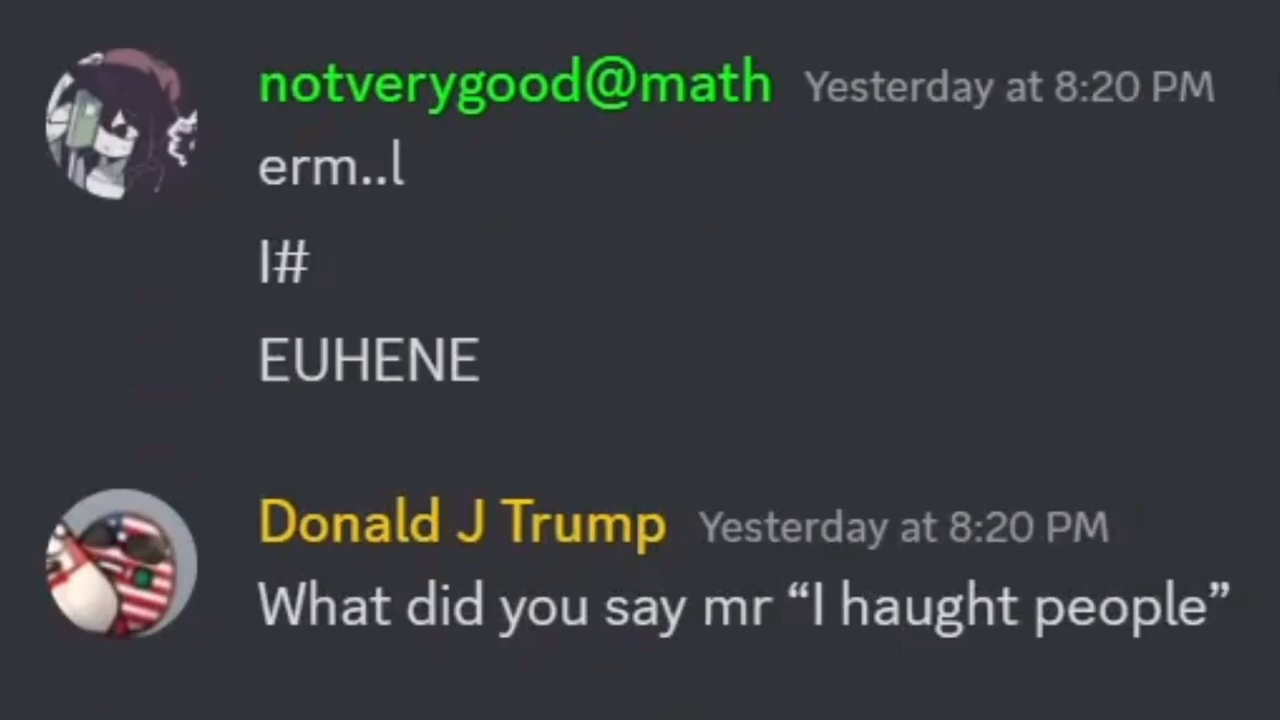 notverygood@math Yesterday at 8:20 PM
erm..l
l#
EUHENE
Donald J Trump Yesterday at 8:20 PM
What did you say mr “I haught people”